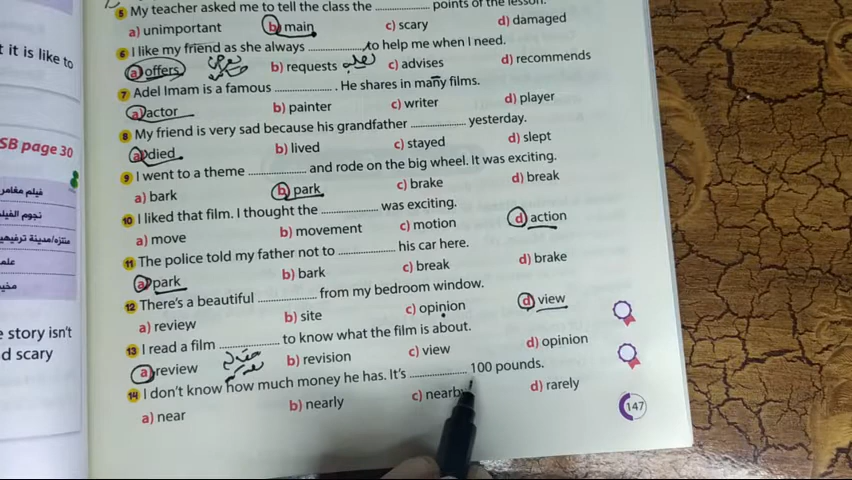 5 My teacher asked me to tell the class the .................. points of the lesson.
a) unimportant b) main c) scary d) damaged
6 I like my friend as she always .................. to help me when I need.
a) offers b) requests c) advises d) recommends
7 Adel Imam is a famous .................. . He shares in many films.
a) actor b) painter c) writer d) player
8 My friend is very sad because his grandfather .................. yesterday.
a) died b) lived c) stayed d) slept
9 I went to a theme .................. and rode on the big wheel. It was exciting.
a) bark b) park c) brake d) break
10 I liked that film. I thought the .................. was exciting.
a) move b) movement c) motion d) action
11 The police told my father not to .................. his car here.
a) park b) bark c) break d) brake
12 There's a beautiful .................. from my bedroom window.
a) review b) site c) opinion d) view
13 I read a film .................. to know what the film is about.
a) review b) revision c) view d) opinion
14 I don't know how much money he has. It's .................. 100 pounds.
a) near b) nearly c) nearby d) rarely
147
t it is like to
SB page 30
فيلم مغامر
نجوم الفيل
منتزه/مدينة ترفيهي
e story isn't
d scary